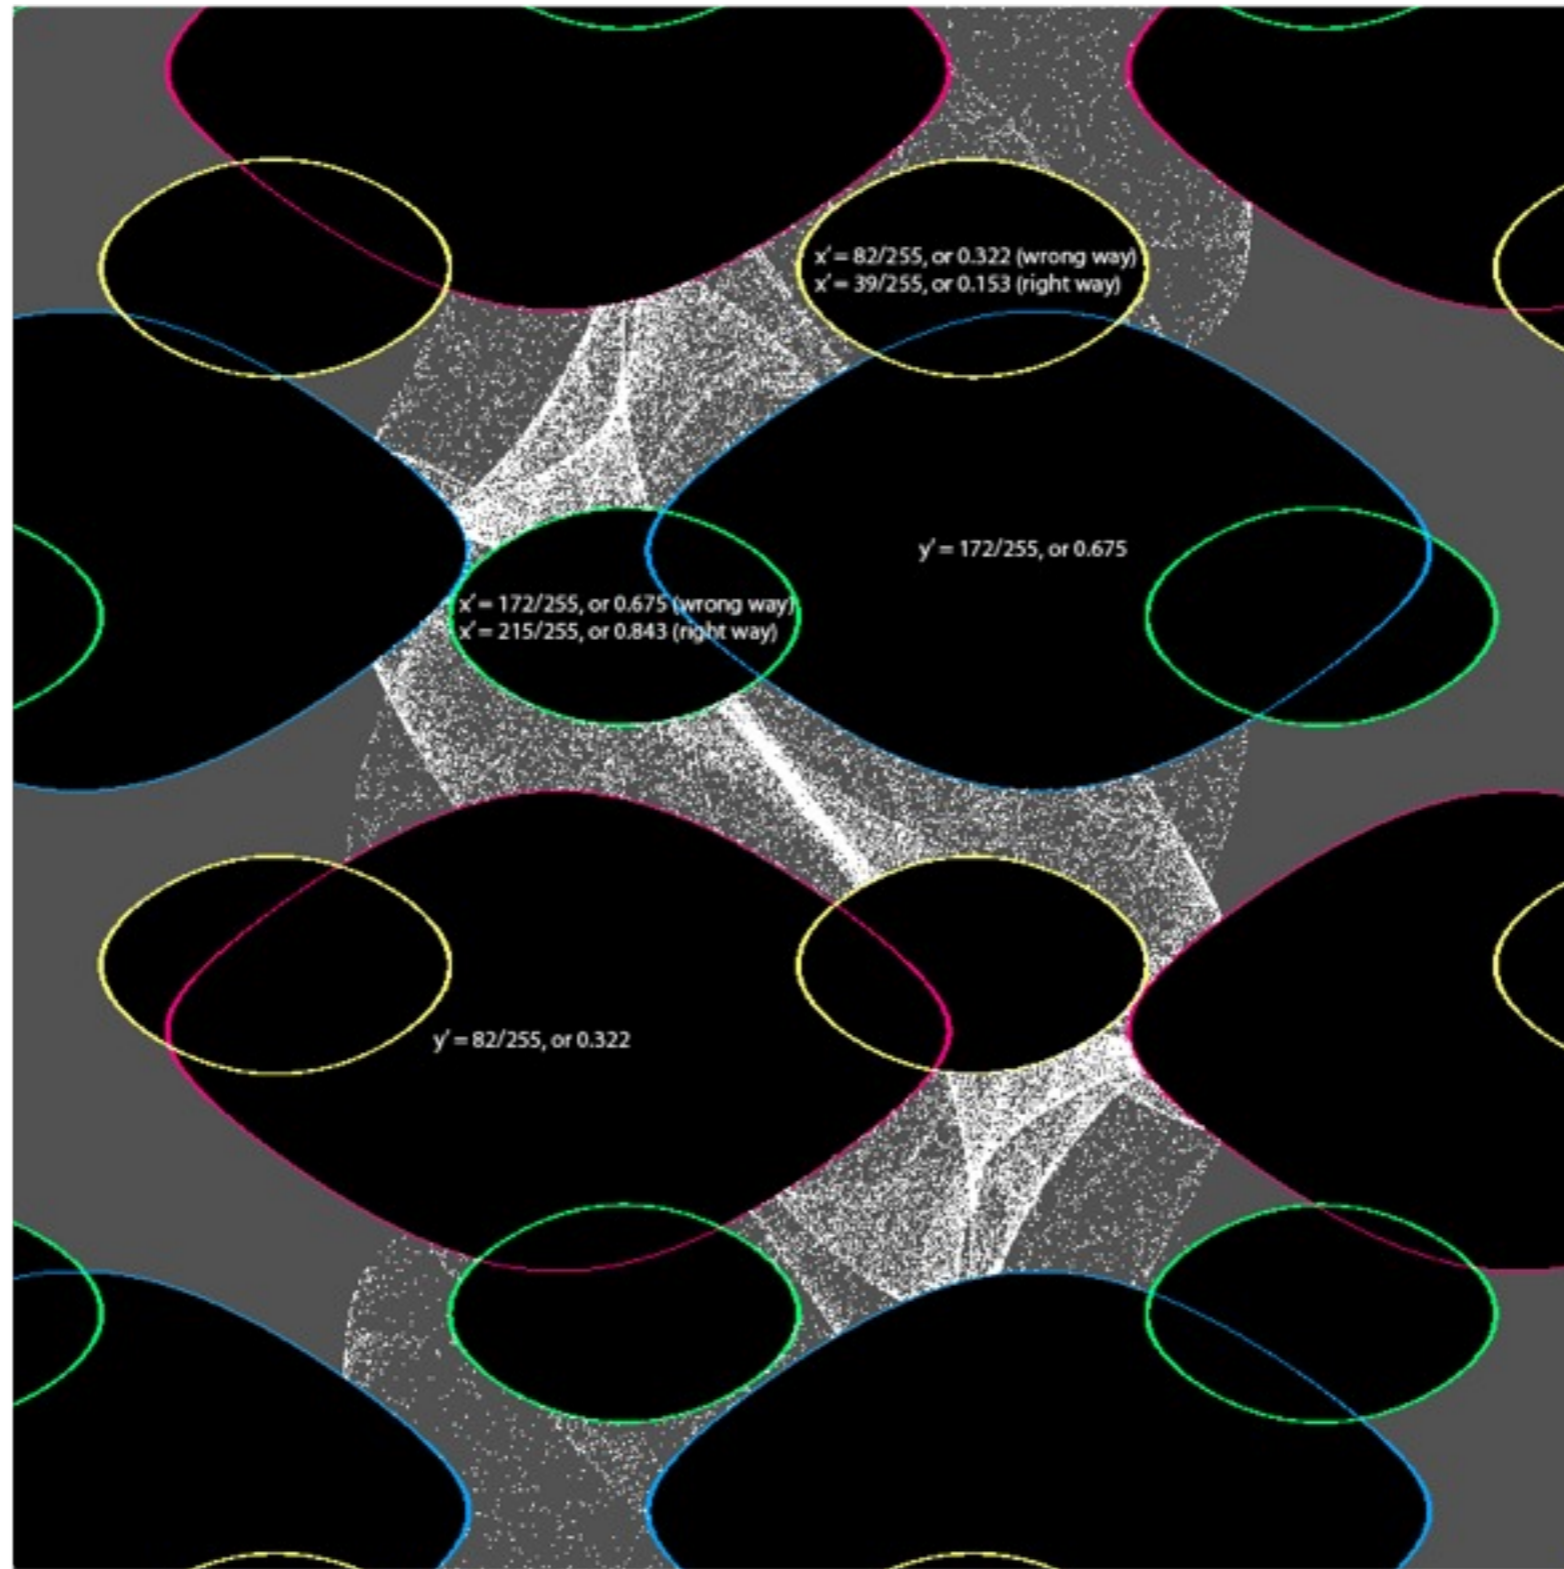 x′ = 82/255, or 0.322 (wrong way)
x′ = 39/255, or 0.153 (right way)
y′ = 172/255, or 0.675
x′ = 172/255, or 0.675 (wrong way)
x′ = 215/255, or 0.843 (right way)
y′ = 82/255, or 0.322